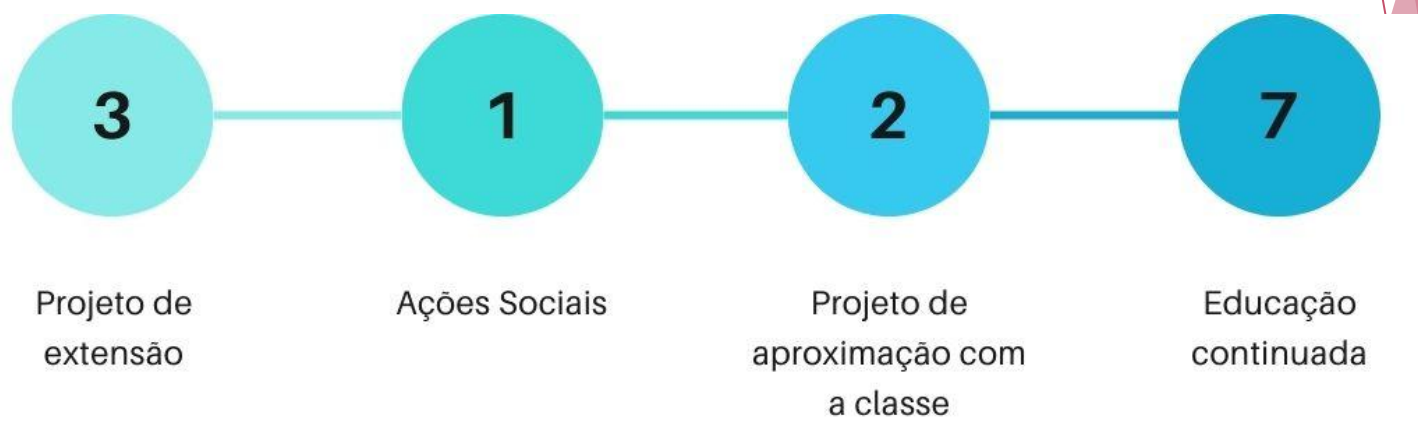 3
1
2
7
Projeto de
extensão
Ações Sociais
Projeto de
aproximação com
a classe
Educação
continuada